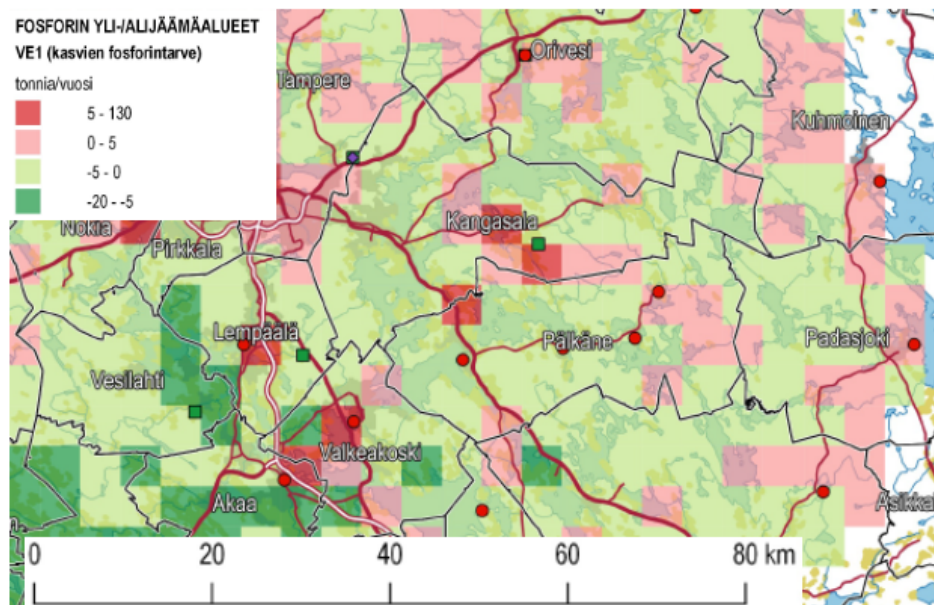 FOSFORIN YLI-/ALIJÄÄMÄALUEET
VE1 (kasvien fosforintarve)
tonnia/vuosi
5 - 130
0 - 5
-5 - 0
-20 - -5
Orivesi
Tampere
Kuhmoinen
Kangasala
Nokia
Pirkkala
Lempäälä
Pälkäne
Padasjoki
Vesilahti
Valkeakoski
Akaa
Asikka
0 20 40 60 80 km